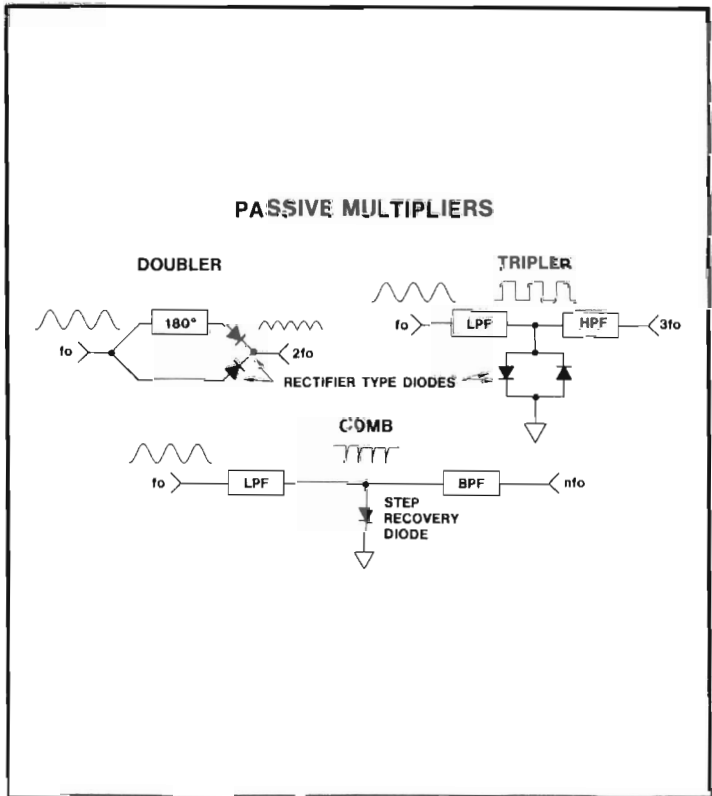 PASSIVE MULTIPLIERS
DOUBLER
TRIPLER
180°
fo
2fo
fo
LPF
HPF
3fo
RECTIFIER TYPE DIODES
COMB
fo
LPF
BPF
nfo
STEP
RECOVERY
DIODE